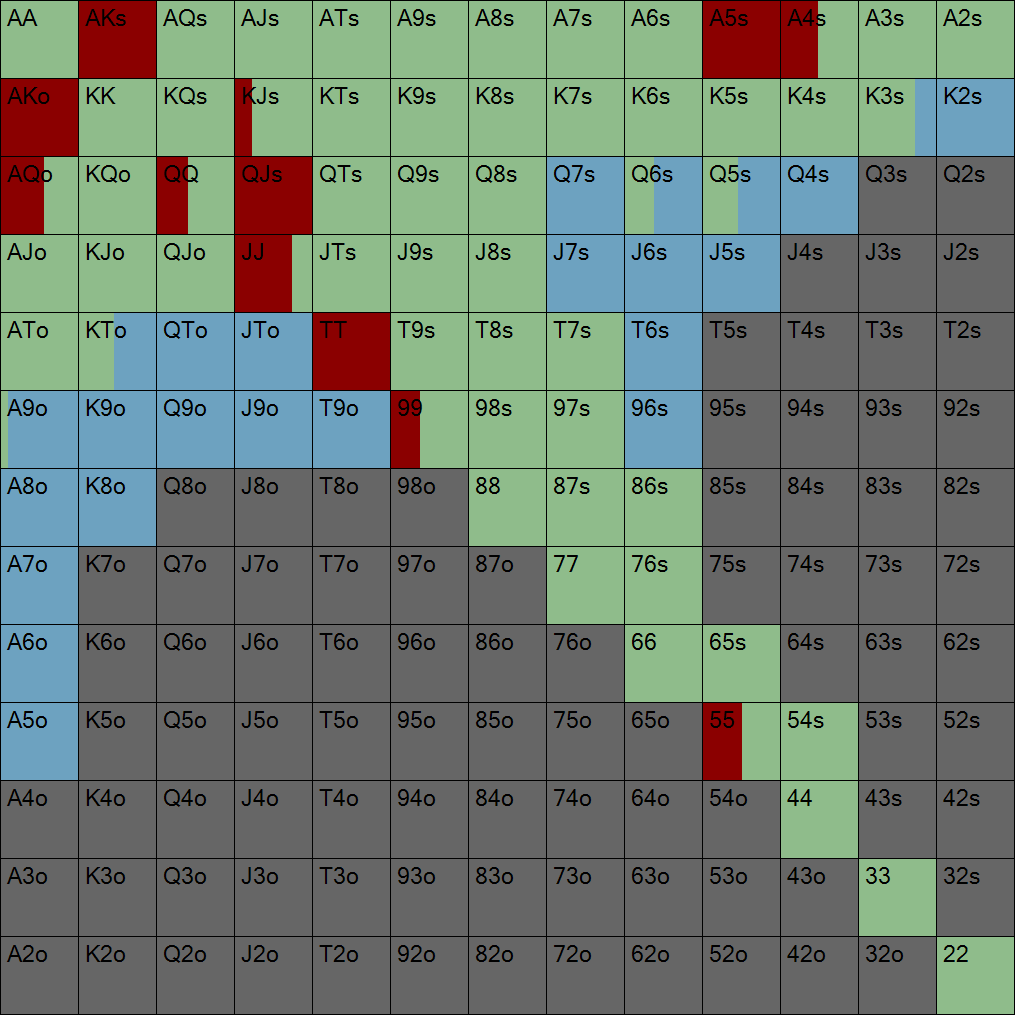 AA AKs AQs AJs ATs A9s A8s A7s A6s A5s A4s A3s A2s
AKo KK KQs KJs KTs K9s K8s K7s K6s K5s K4s K3s K2s
AQo KQo QQ QJs QTs Q9s Q8s Q7s Q6s Q5s Q4s Q3s Q2s
AJo KJo QJo JJ JTs J9s J8s J7s J6s J5s J4s J3s J2s
ATo KTo QTo JTo TT T9s T8s T7s T6s T5s T4s T3s T2s
A9o K9o Q9o J9o T9o 99 98s 97s 96s 95s 94s 93s 92s
A8o K8o Q8o J8o T8o 98o 88 87s 86s 85s 84s 83s 82s
A7o K7o Q7o J7o T7o 97o 87o 77 76s 75s 74s 73s 72s
A6o K6o Q6o J6o T6o 96o 86o 76o 66 65s 64s 63s 62s
A5o K5o Q5o J5o T5o 95o 85o 75o 65o 55 54s 53s 52s
A4o K4o Q4o J4o T4o 94o 84o 74o 64o 54o 44 43s 42s
A3o K3o Q3o J3o T3o 93o 83o 73o 63o 53o 43o 33 32s
A2o K2o Q2o J2o T2o 92o 82o 72o 62o 52o 42o 32o 22